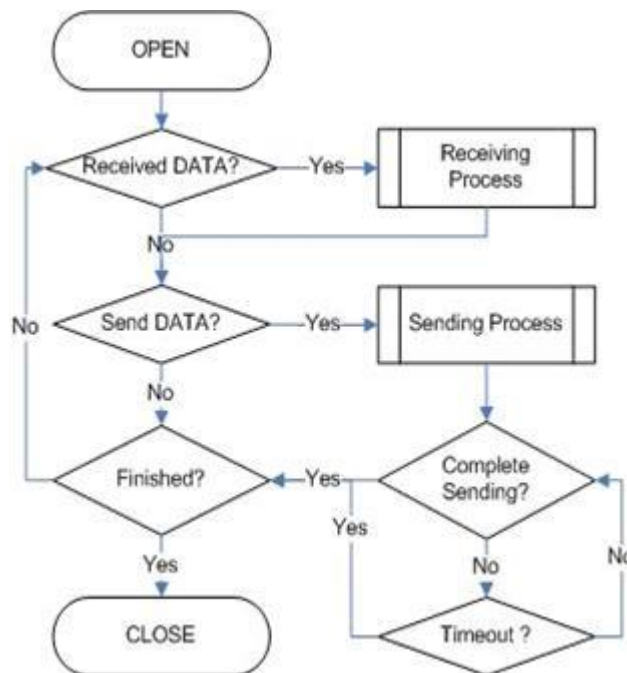 OPEN
Received DATA?
Yes
Receiving
Process
No
No
Send DATA?
Yes
Sending Process
No
Finished?
Yes
Complete
Sending?
Yes
No
No
Yes
CLOSE
Timeout ?